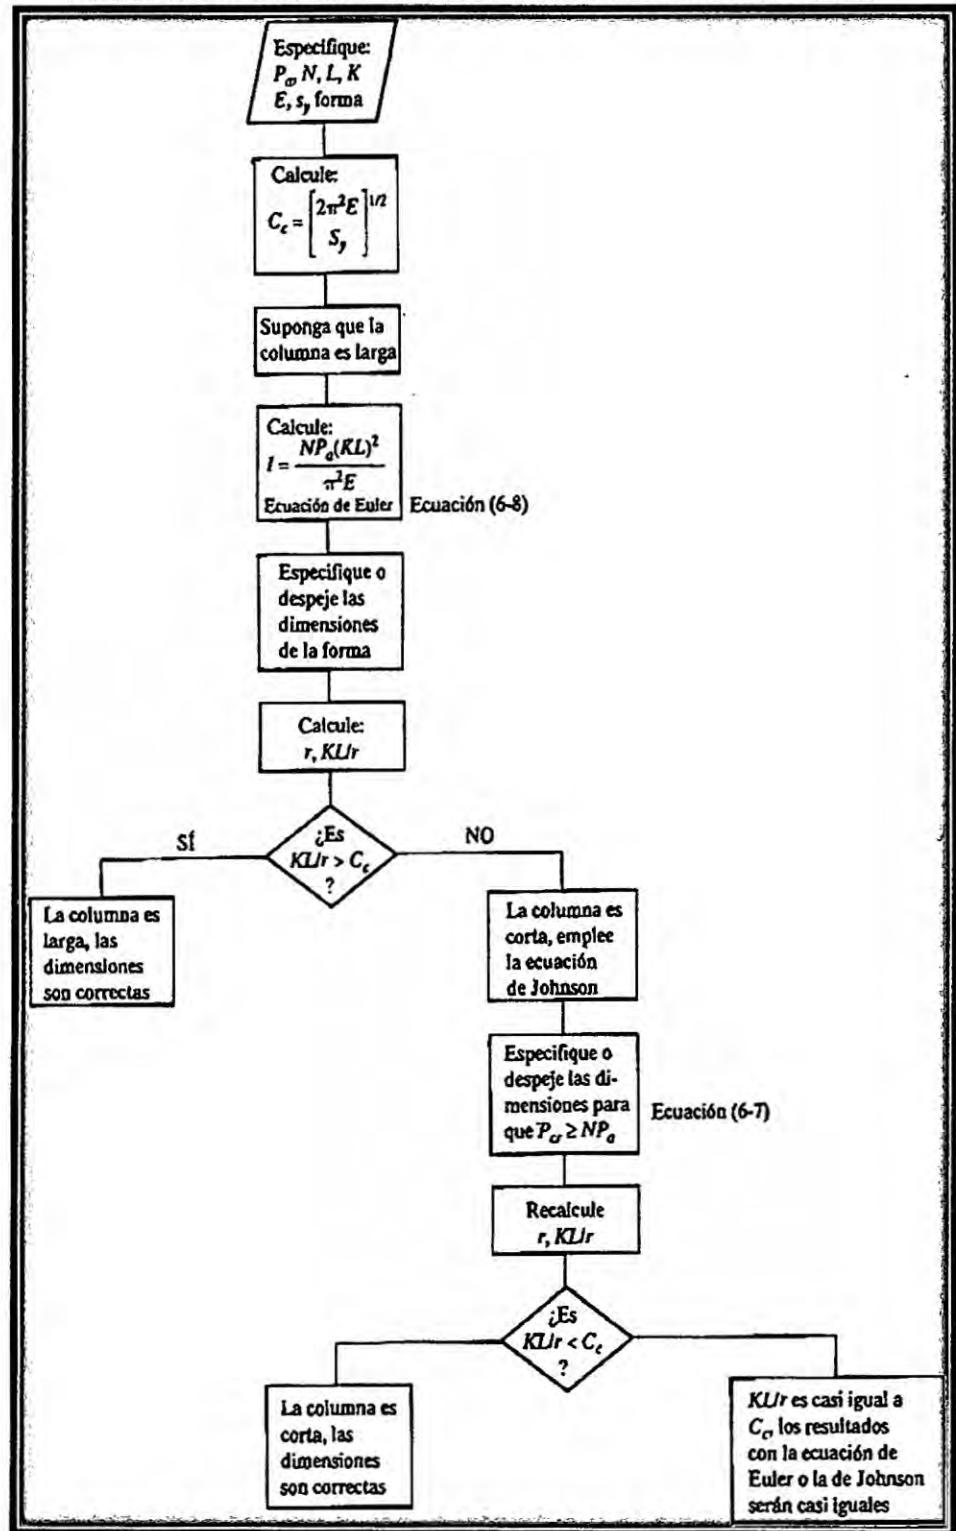 Especifique:
Pₐ, N, L, K
E, s_y forma
Calcule:
C_c = [2π²E / S_y]^1/2
Suponga que la
columna es larga
Calcule:
I = NPₐ(KL)² / π²E
Ecuación de Euler
Ecuación (6-8)
Especifique o
despeje las
dimensiones
de la forma
Calcule:
r, KL/r
¿Es
KL/r > C_c
?
SÍ
NO
La columna es
larga, las
dimensiones
son correctas
La columna es
corta, emplee
la ecuación
de Johnson
Especifique o
despeje las di-
mensiones para
que P_cr ≥ NPₐ
Ecuación (6-7)
Recalcule
r, KL/r
¿Es
KL/r < C_c
?
La columna es
corta, las
dimensiones
son correctas
KL/r es casi igual a
C_c, los resultados
con la ecuación de
Euler o la de Johnson
serán casi iguales